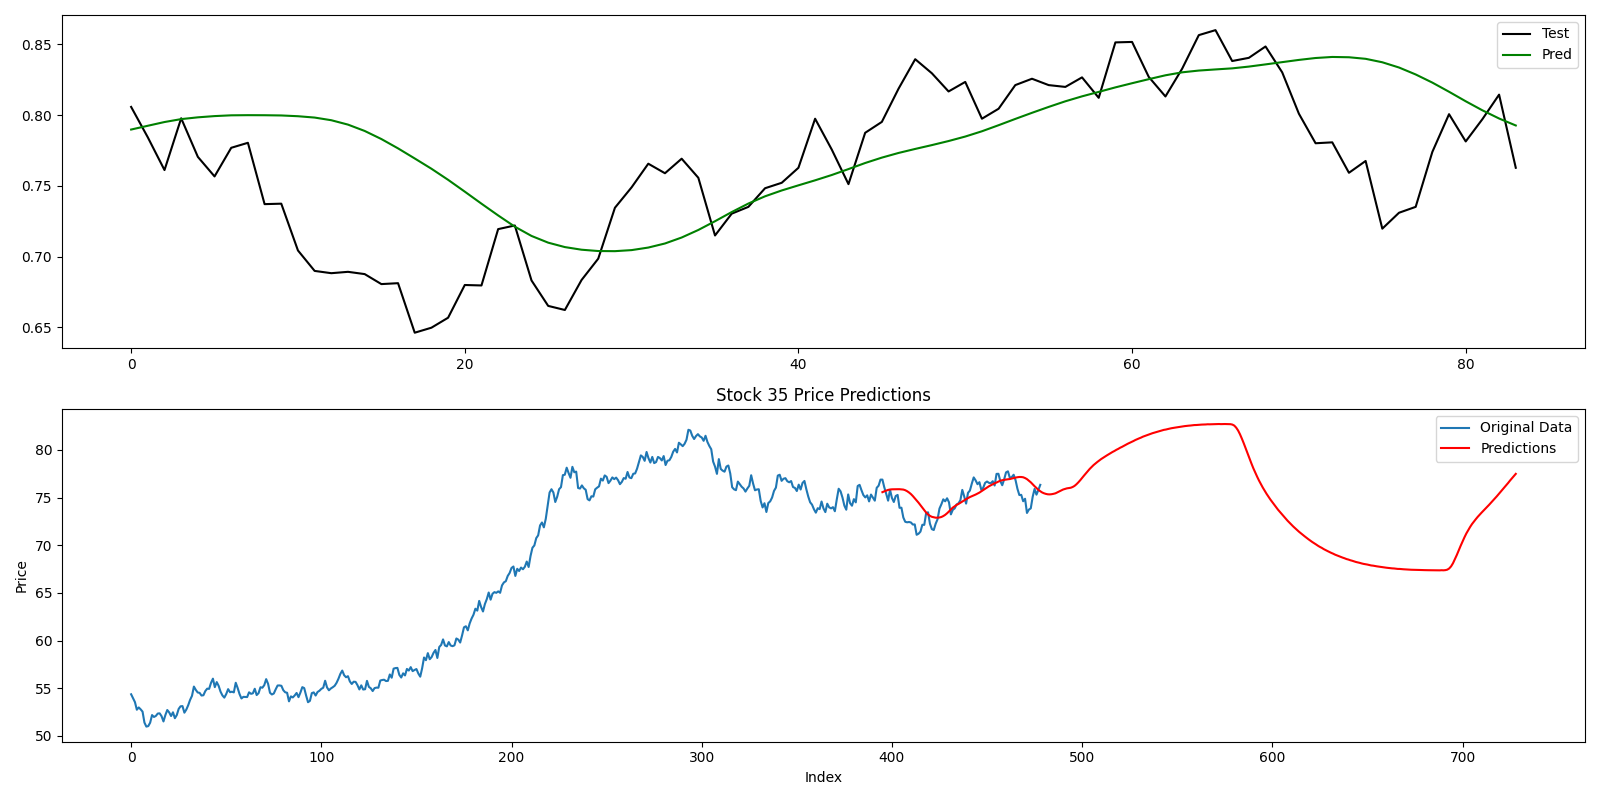 0.85
0.80
0.75
0.70
0.65
0 20 40 60 80
Test
Pred
Stock 35 Price Predictions
80
75
70
65
60
55
50
Price
0 100 200 300 400 500 600 700
Index
Original Data
Predictions